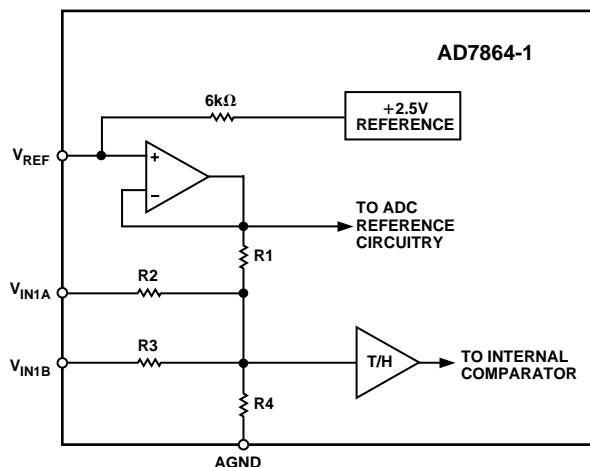 AD7864-1
6kΩ
+2.5V
REFERENCE
VREF
+
–
TO ADC
REFERENCE
CIRCUITRY
R1
R2
VIN1A
R3
VIN1B
T/H
TO INTERNAL
COMPARATOR
R4
AGND